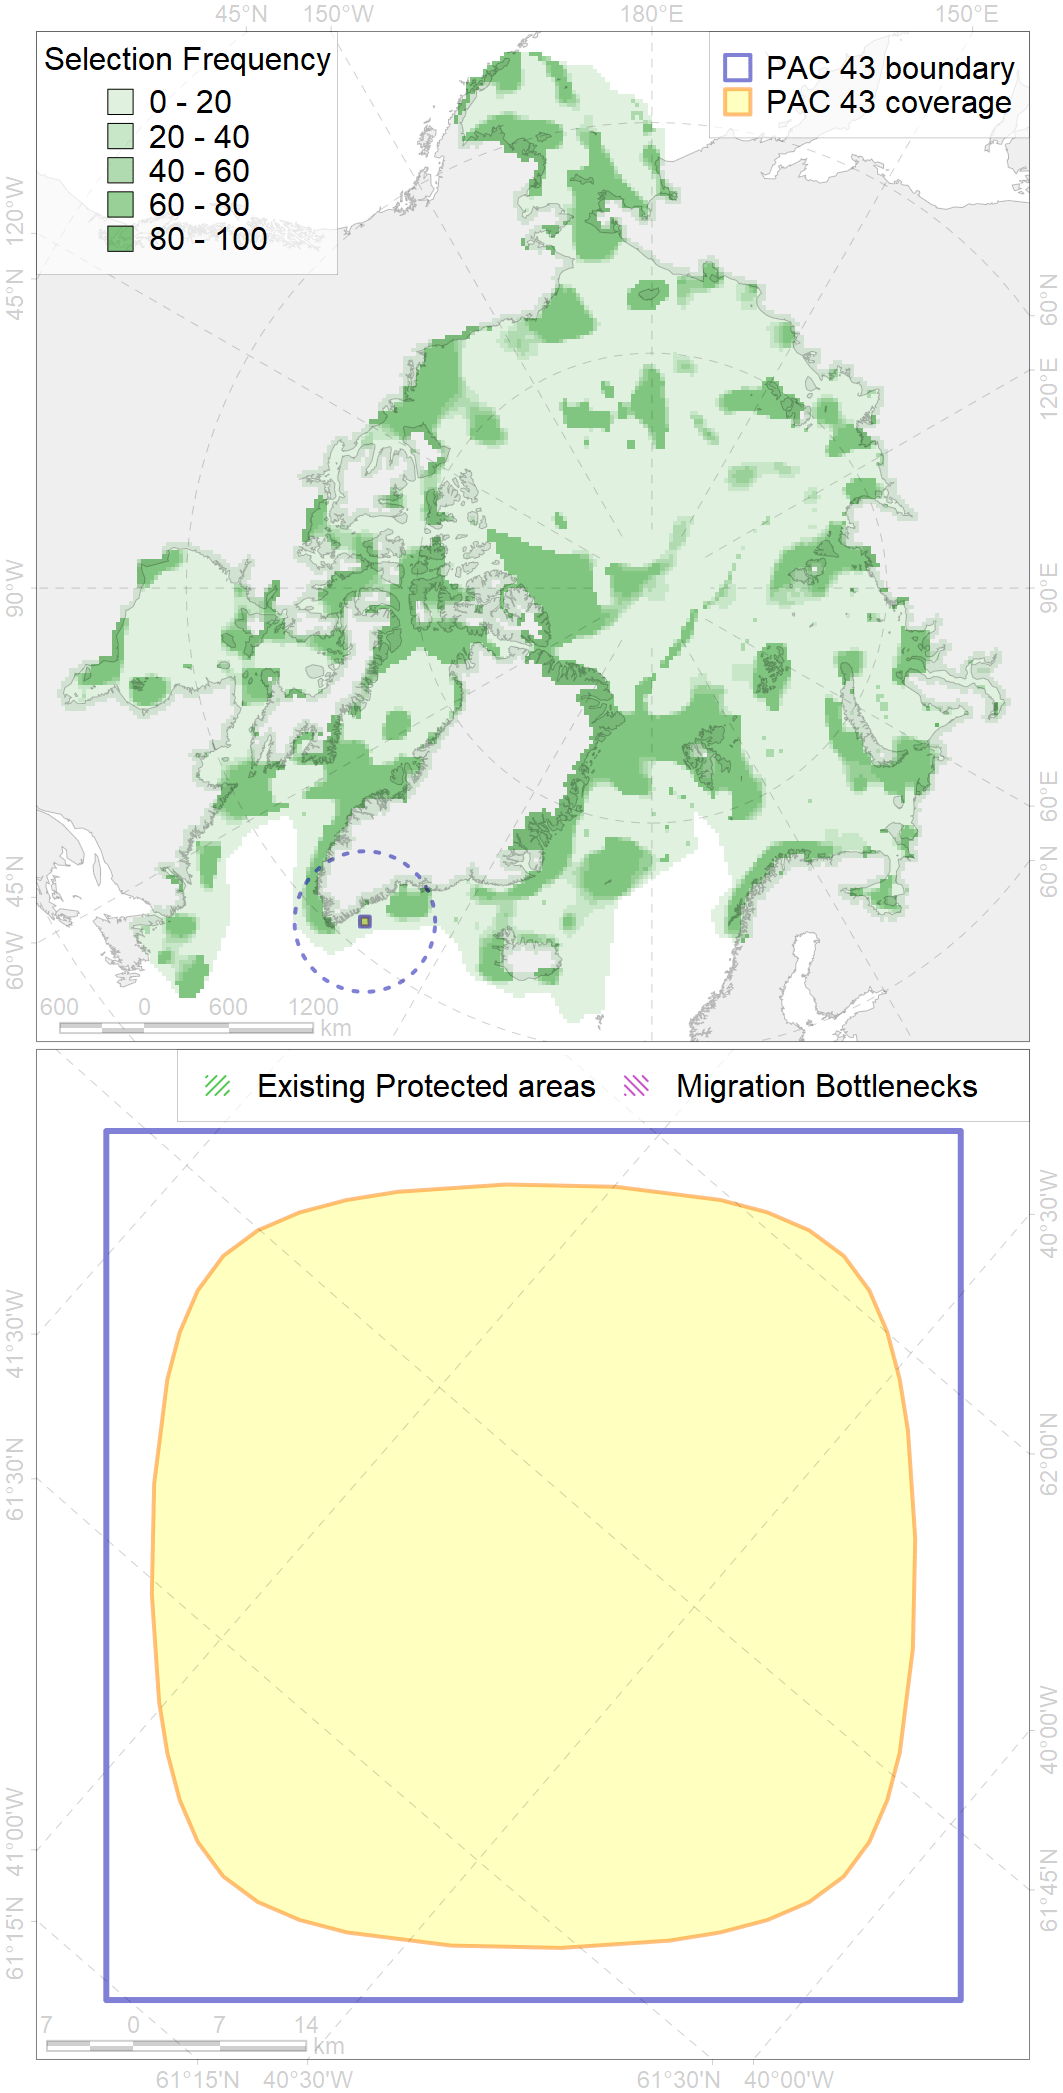 45°N 150°W 180°E 150°E
Selection Frequency
0 - 20
20 - 40
40 - 60
60 - 80
80 - 100
PAC 43 boundary
PAC 43 coverage
120°W
45°N
90°W
45°N
60°W
60°N
120°E
90°E
60°E
60°N
600 0 600 1200
km
Existing Protected areas Migration Bottlenecks
41°30'W
61°30'N
41°00'W
61°15'N
40°30'W
62°00'N
40°00'W
61°45'N
7 0 7 14
km
61°15'N 40°30'W 61°30'N 40°00'W